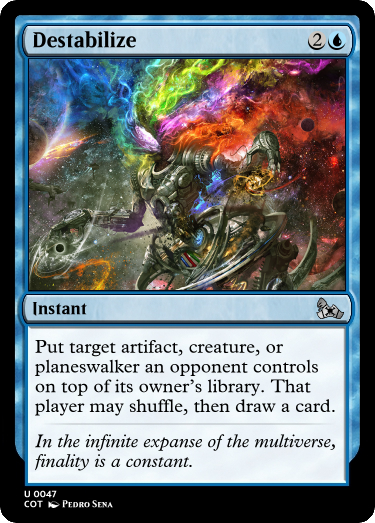 Destabilize 2
Instant
Put target artifact, creature, or
planeswalker an opponent controls
on top of its owner's library. That
player may shuffle, then draw a card.
In the infinite expanse of the multiverse,
finality is a constant.
U 0047
COT Pedro Sena